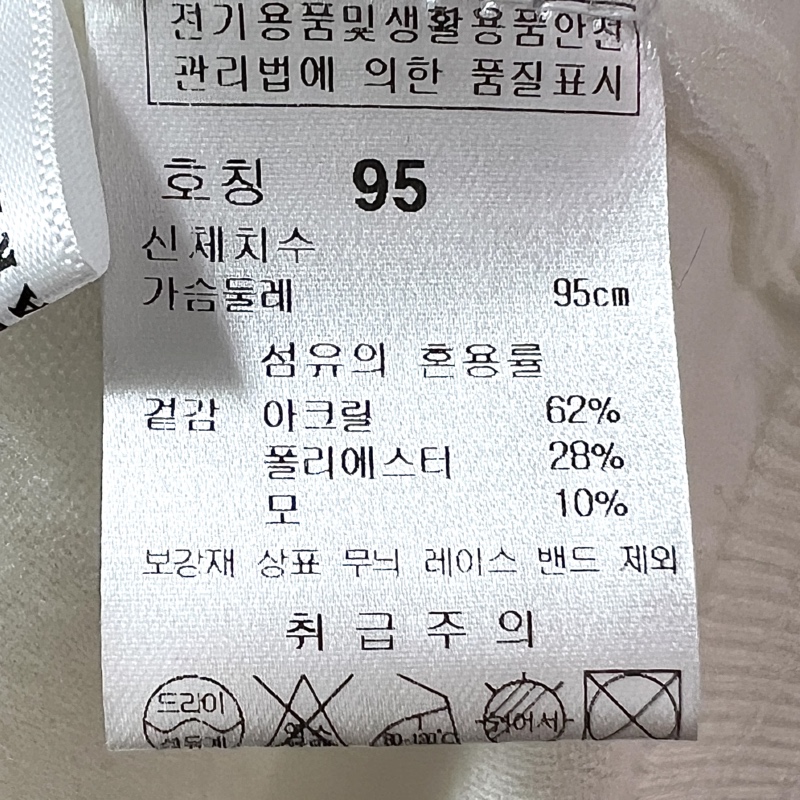 전기용품및생활용품안전
관리법에 의한 품질표시
호칭 95
신체치수
가슴둘레 95cm
섬유의 혼용률
겉감 아크릴 62%
폴리에스터 28%
모 10%
보강재 상표 무늬 레이스 밴드 제외
취급주의
드라이